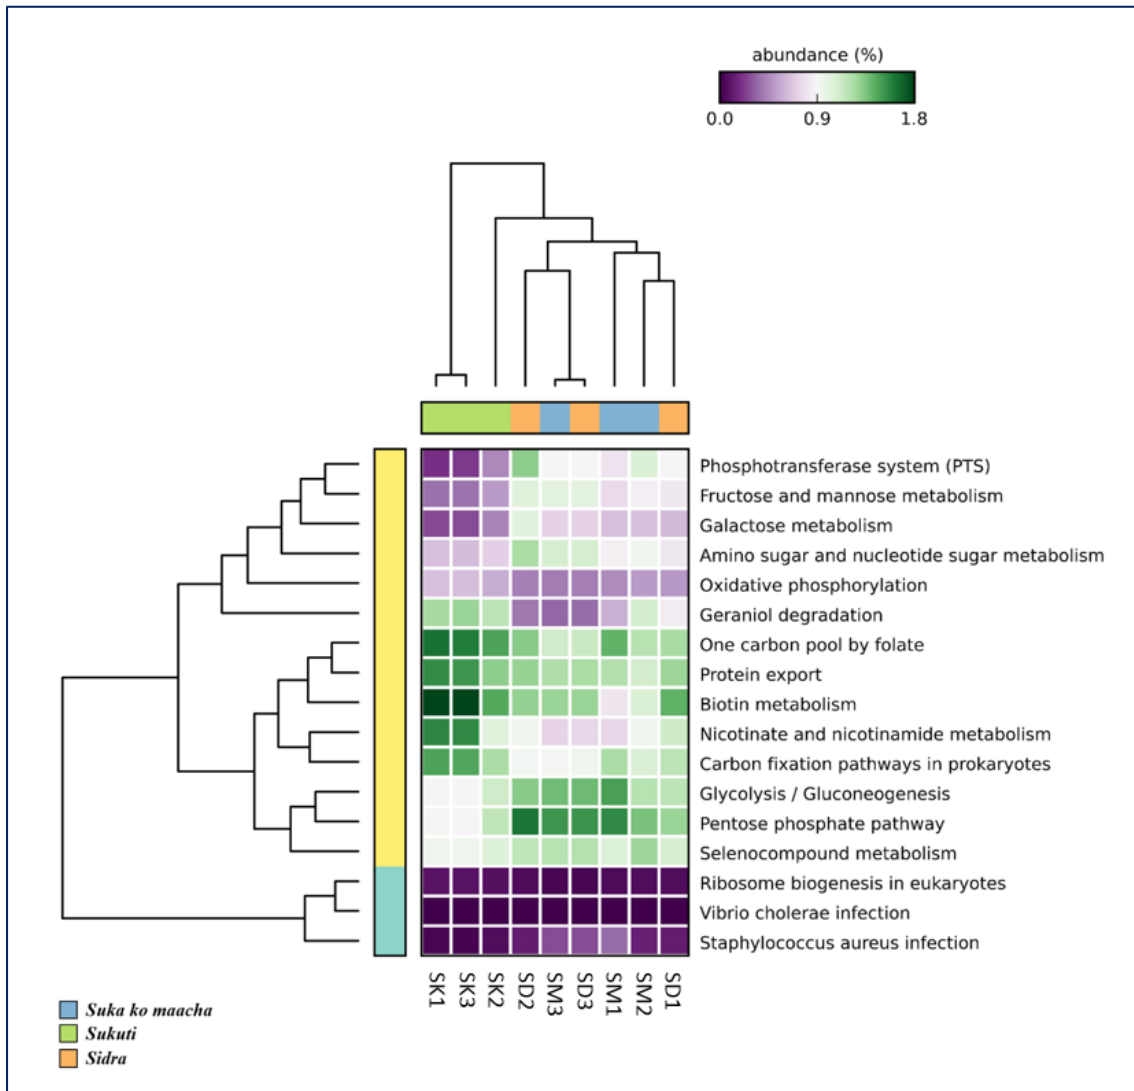 abundance (%)
0.0 0.9 1.8
Phosphotransferase system (PTS)
Fructose and mannose metabolism
Galactose metabolism
Amino sugar and nucleotide sugar metabolism
Oxidative phosphorylation
Geraniol degradation
One carbon pool by folate
Protein export
Biotin metabolism
Nicotinate and nicotinamide metabolism
Carbon fixation pathways in prokaryotes
Glycolysis / Gluconeogenesis
Pentose phosphate pathway
Selenocompound metabolism
Ribosome biogenesis in eukaryotes
Vibrio cholerae infection
Staphylococcus aureus infection
SK1 SK3 SK2 SD2 SM3 SD3 SM1 SM2 SD1
Suka ko maacha
Sukuti
Sidra